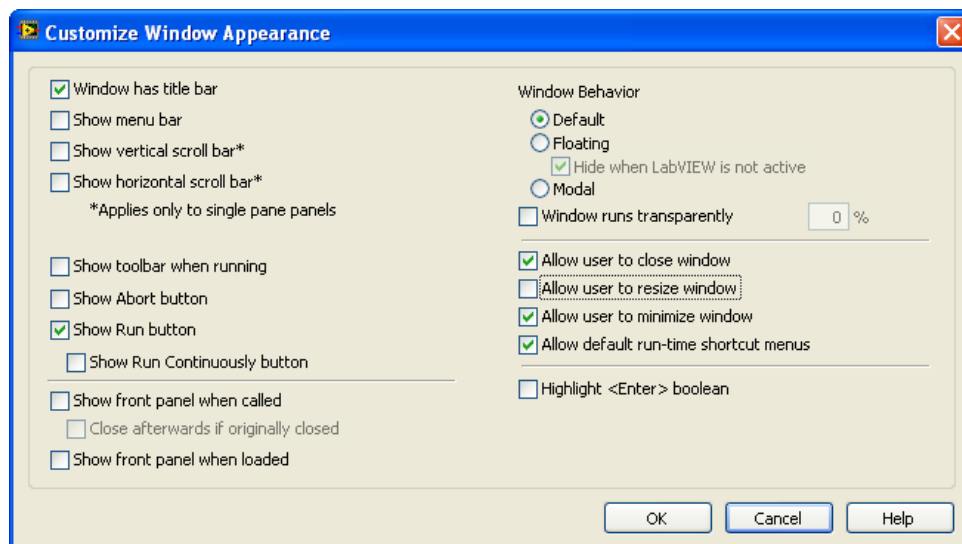 Customize Window Appearance
Window has title bar
Show menu bar
Show vertical scroll bar*
Show horizontal scroll bar*
*Applies only to single pane panels
Show toolbar when running
Show Abort button
Show Run button
Show Run Continuously button
Show front panel when called
Close afterwards if originally closed
Show front panel when loaded
Window Behavior
Default
Floating
Hide when LabVIEW is not active
Modal
Window runs transparently 0 %
Allow user to close window
Allow user to resize window
Allow user to minimize window
Allow default run-time shortcut menus
Highlight <Enter> boolean
OK Cancel Help